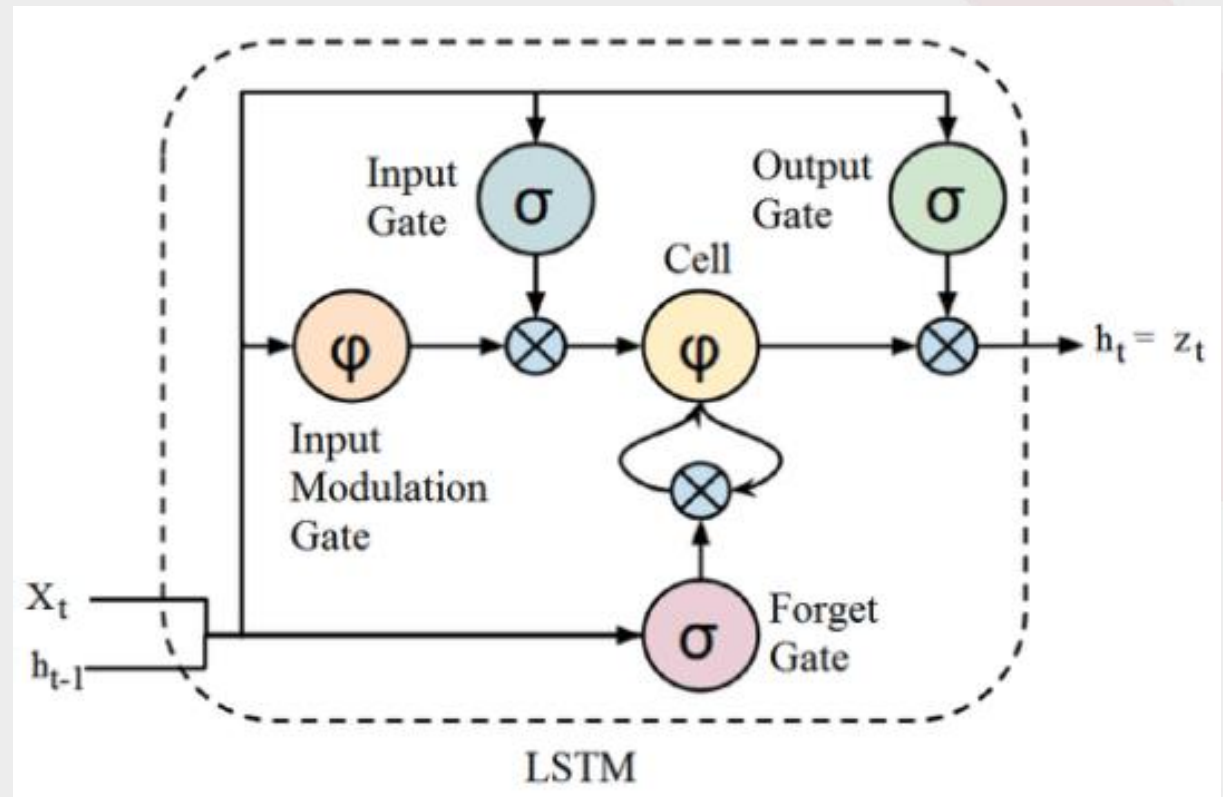 Input
Gate
σ
Output
Gate
σ
Cell
φ
φ
h_t = z_t
Input
Modulation
Gate
X_t
h_t-1
σ
Forget
Gate
LSTM